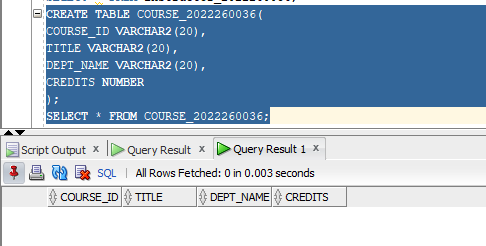 CREATE TABLE COURSE_2022260036(
COURSE_ID VARCHAR2(20),
TITLE VARCHAR2(20),
DEPT_NAME VARCHAR2(20),
CREDITS NUMBER
);
SELECT * FROM COURSE_2022260036;
Script Output x Query Result x Query Result 1 x
SQL | All Rows Fetched: 0 in 0.003 seconds
COURSE_ID TITLE DEPT_NAME CREDITS